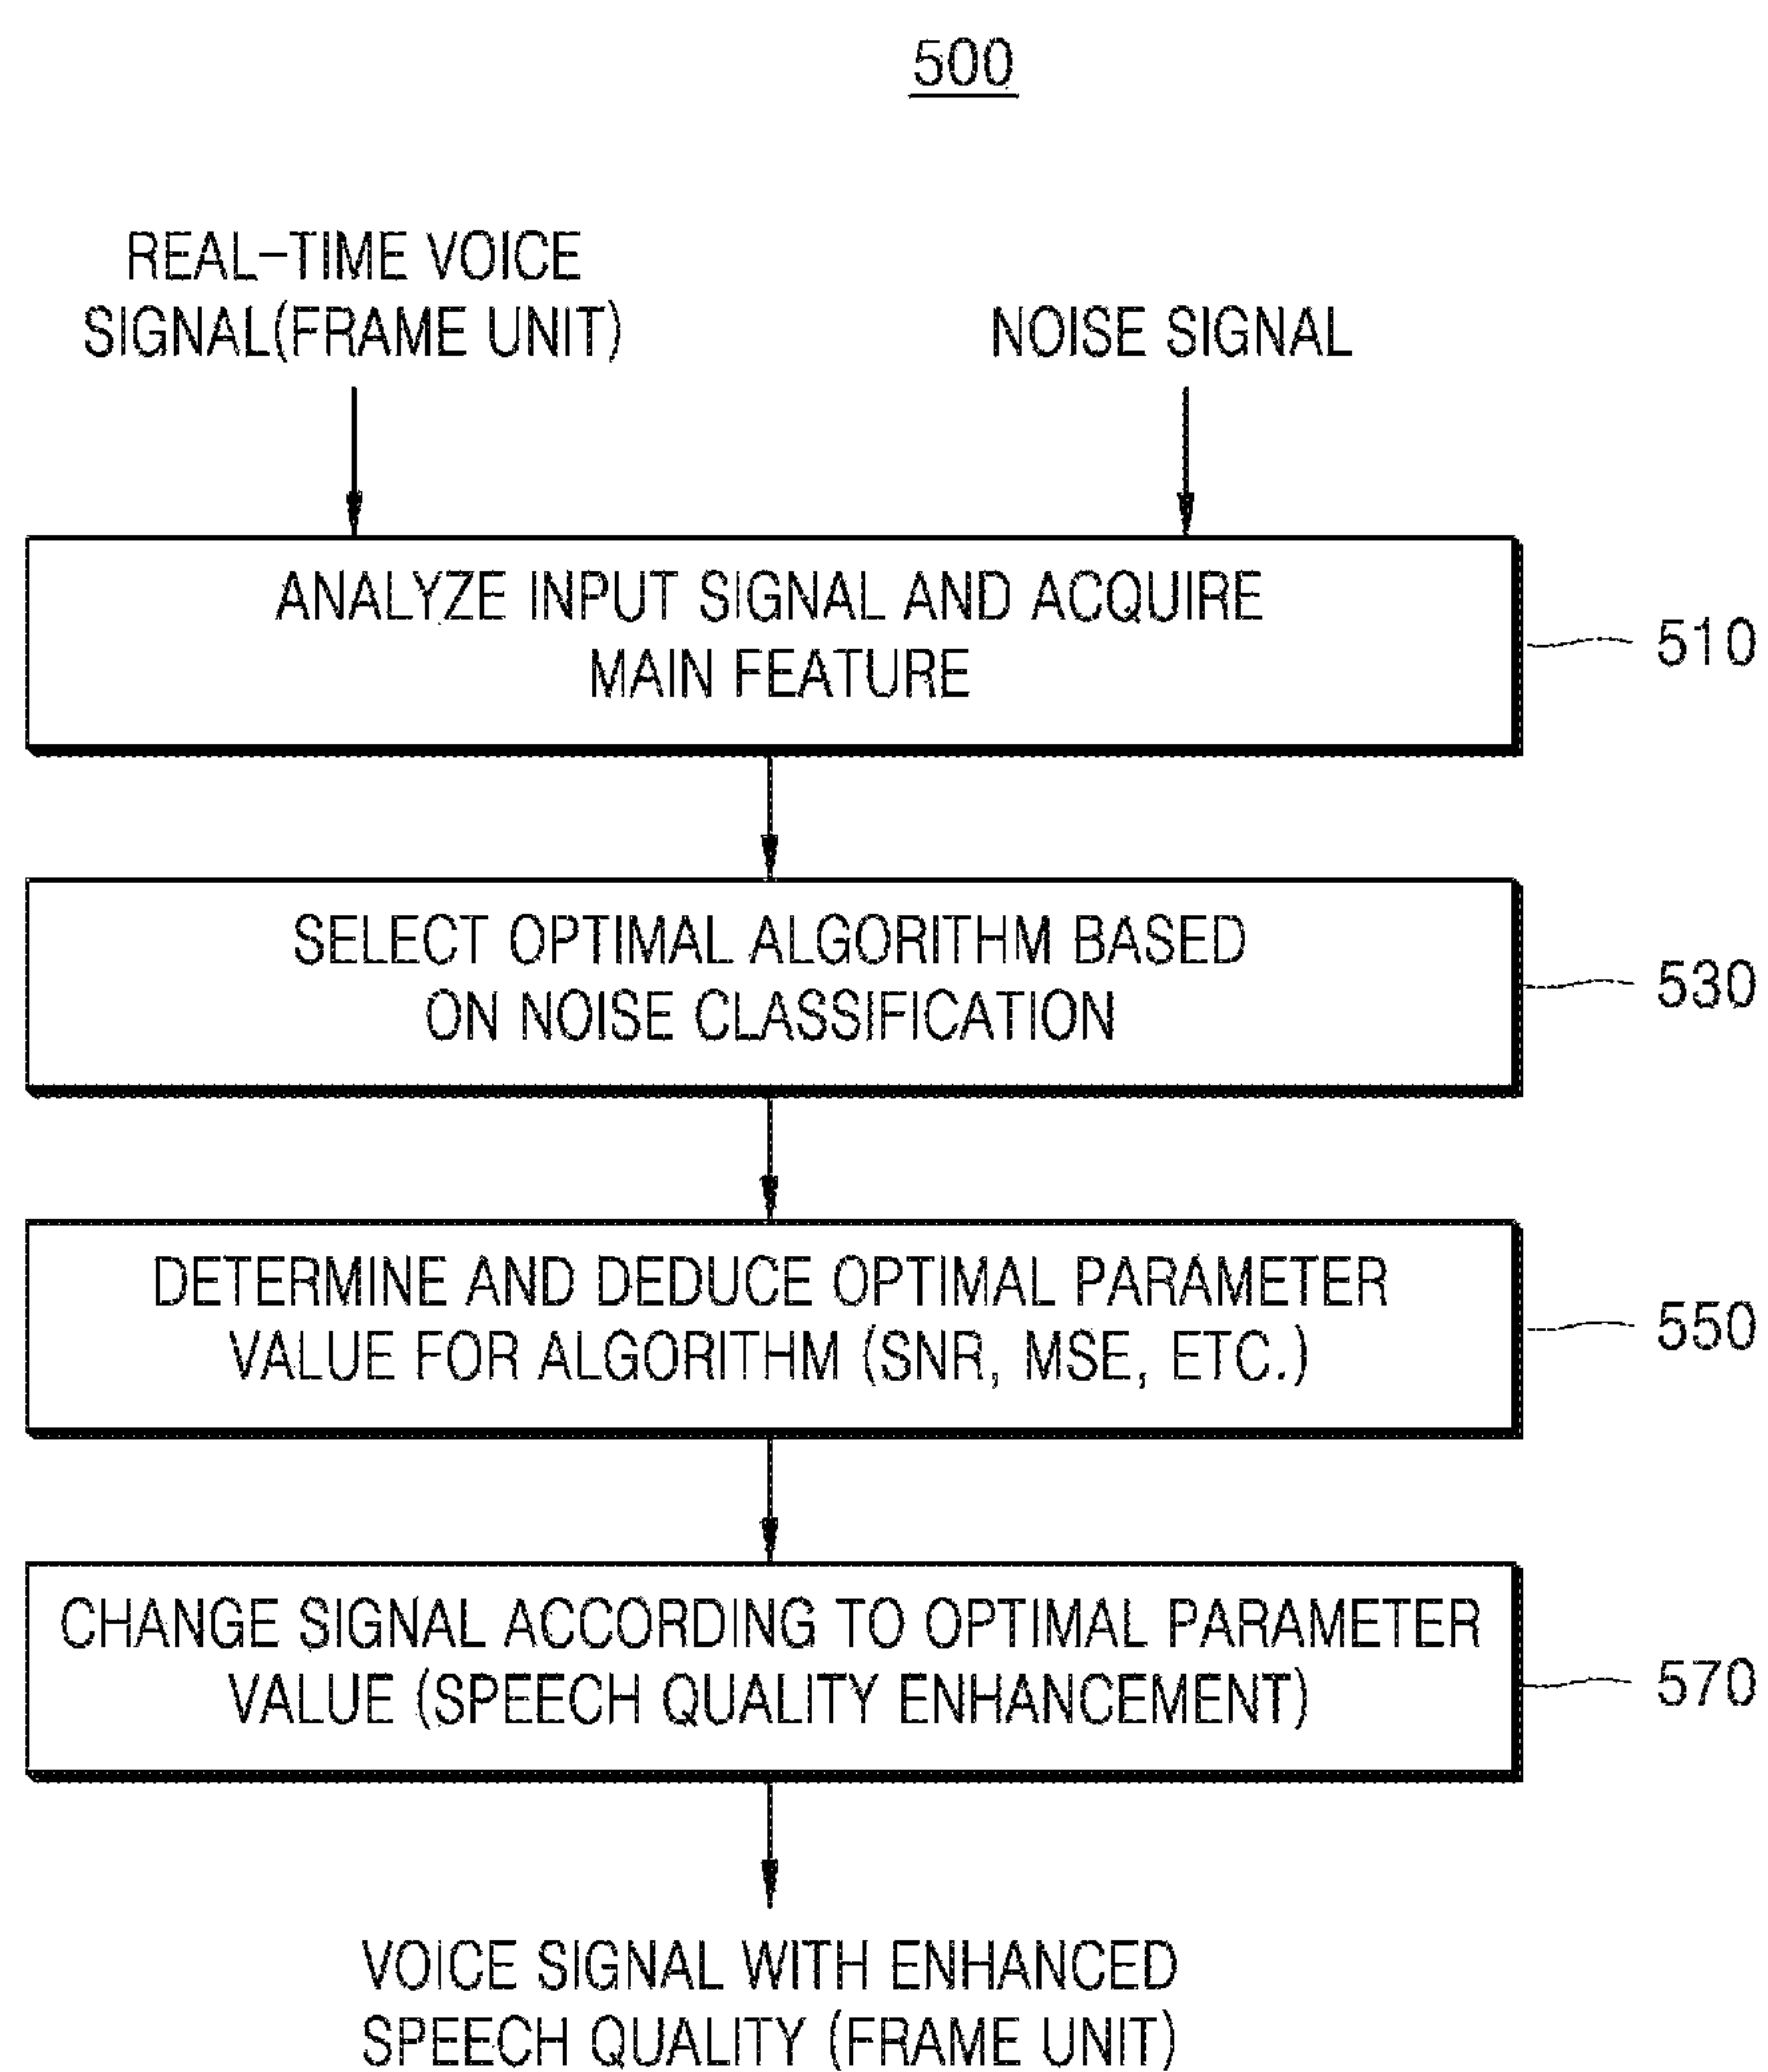 500
REAL-TIME VOICE
SIGNAL(FRAME UNIT)
NOISE SIGNAL
ANALYZE INPUT SIGNAL AND ACQUIRE
MAIN FEATURE
510
SELECT OPTIMAL ALGORITHM BASED
ON NOISE CLASSIFICATION
530
DETERMINE AND DEDUCE OPTIMAL PARAMETER
VALUE FOR ALGORITHM (SNR, MSE, ETC.)
550
CHANGE SIGNAL ACCORDING TO OPTIMAL PARAMETER
VALUE (SPEECH QUALITY ENHANCEMENT)
570
VOICE SIGNAL WITH ENHANCED
SPEECH QUALITY (FRAME UNIT)